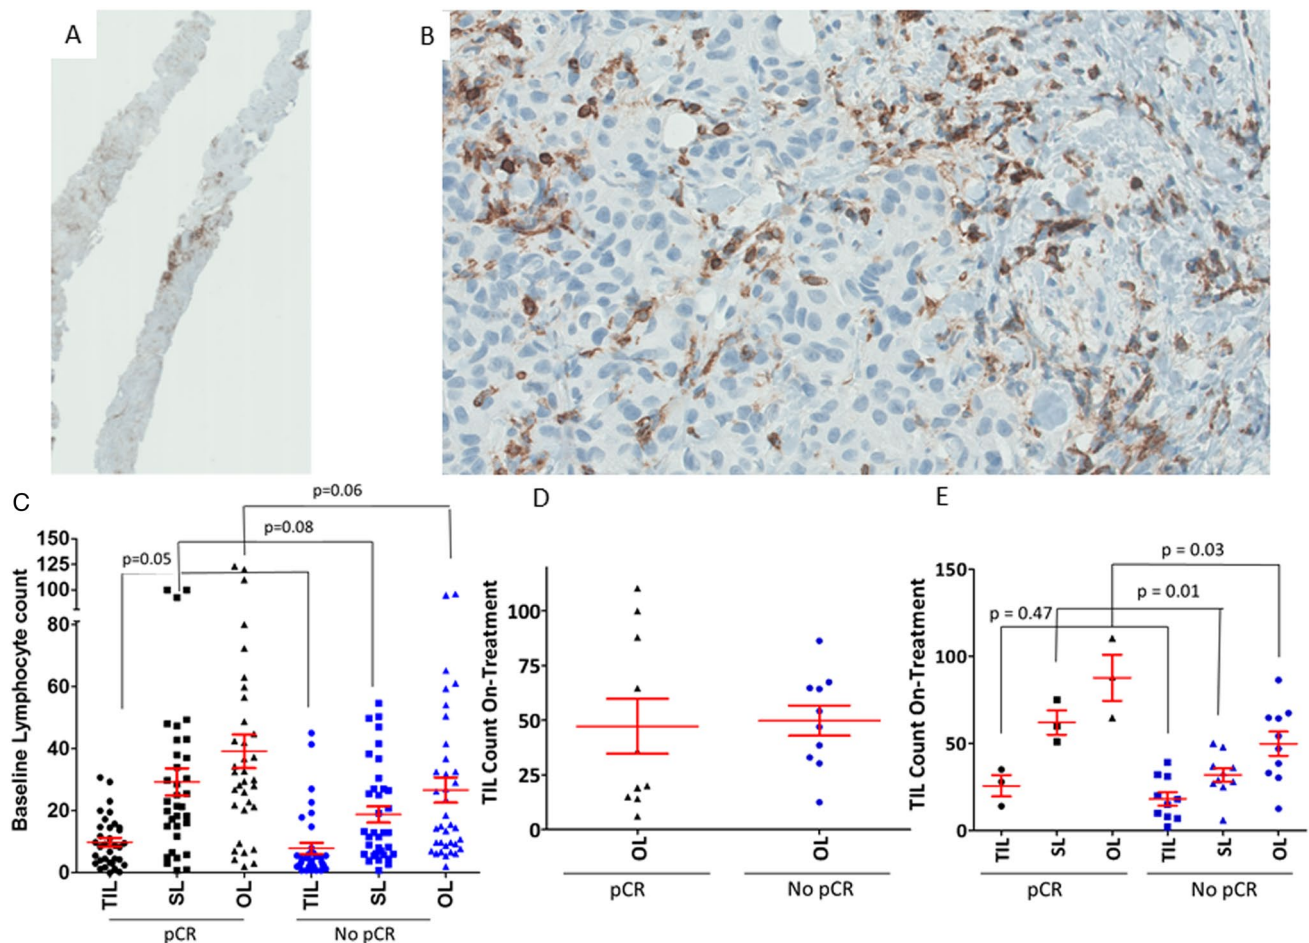 A
B
C
p=0.06
p=0.08
p=0.05
Baseline Lymphocyte count
150
125
100
80
60
40
20
0
TIL
SL
OL
TIL
SL
OL
pCR
No pCR
D
TIL Count On-Treatment
100
75
50
25
0
OL
OL
pCR
No pCR
E
p = 0.03
p = 0.01
p = 0.47
TIL Count On-Treatment
150
100
50
0
TIL
SL
OL
TIL
SL
OL
pCR
No pCR